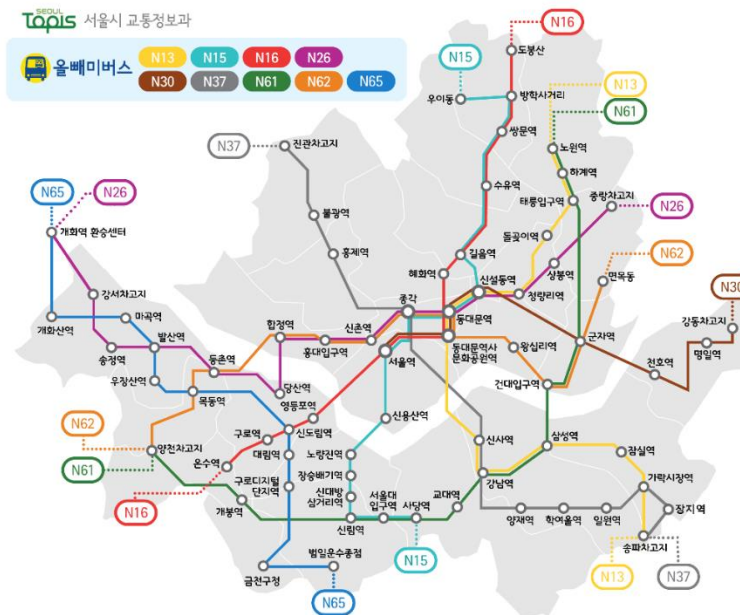 SEOUL
Topis 서울시 교통정보과
올빼미버스
N13 N15 N16 N26
N30 N37 N61 N62 N65
N16
도봉산
N15
우이동
방학사거리
N13
N61
쌍문역
노원역
하계역
N37
진관차고지
수유역
태릉입구역
중랑차고지
N26
N65
N26
불광역
돌곶이역
개화역 환승센터
홍제역
길음역
상봉역
N62
혜화역
신설동역
면목동
청량리역
강서차고지
종각
N30
마곡역
합정역
신촌역
동대문역
군자역
강동차고지
개화산역
발산역
홍대입구역
동대문역사
문화공원역
왕십리역
명일역
송정역
등촌역
서울역
천호역
우장산역
당산역
건대입구역
목동역
영등포역
신용산역
N62
구로역
신도림역
신사역
삼성역
잠실역
양천차고지
대림역
노량진역
N61
온수역
장승배기역
강남역
가락시장역
구로디지털
단지역
신대방
삼거리역
서울대
입구역
사당역
교대역
장지역
N16
개봉역
신림역
양재역
학여울역
일원역
송파차고지
범일운수종점
금천구청
N15
N13
N37
N65